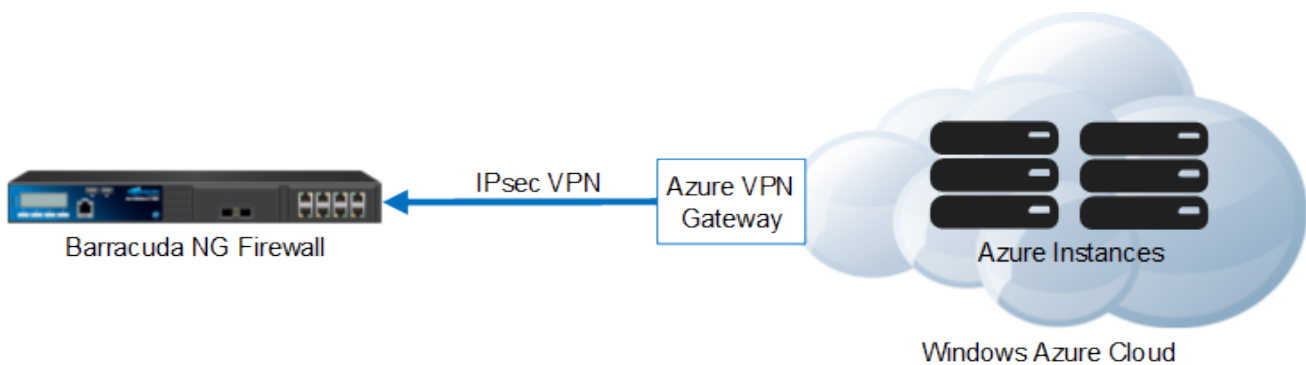 IPsec VPN
Azure VPN
Gateway
Barracuda NG Firewall
Azure Instances
Windows Azure Cloud